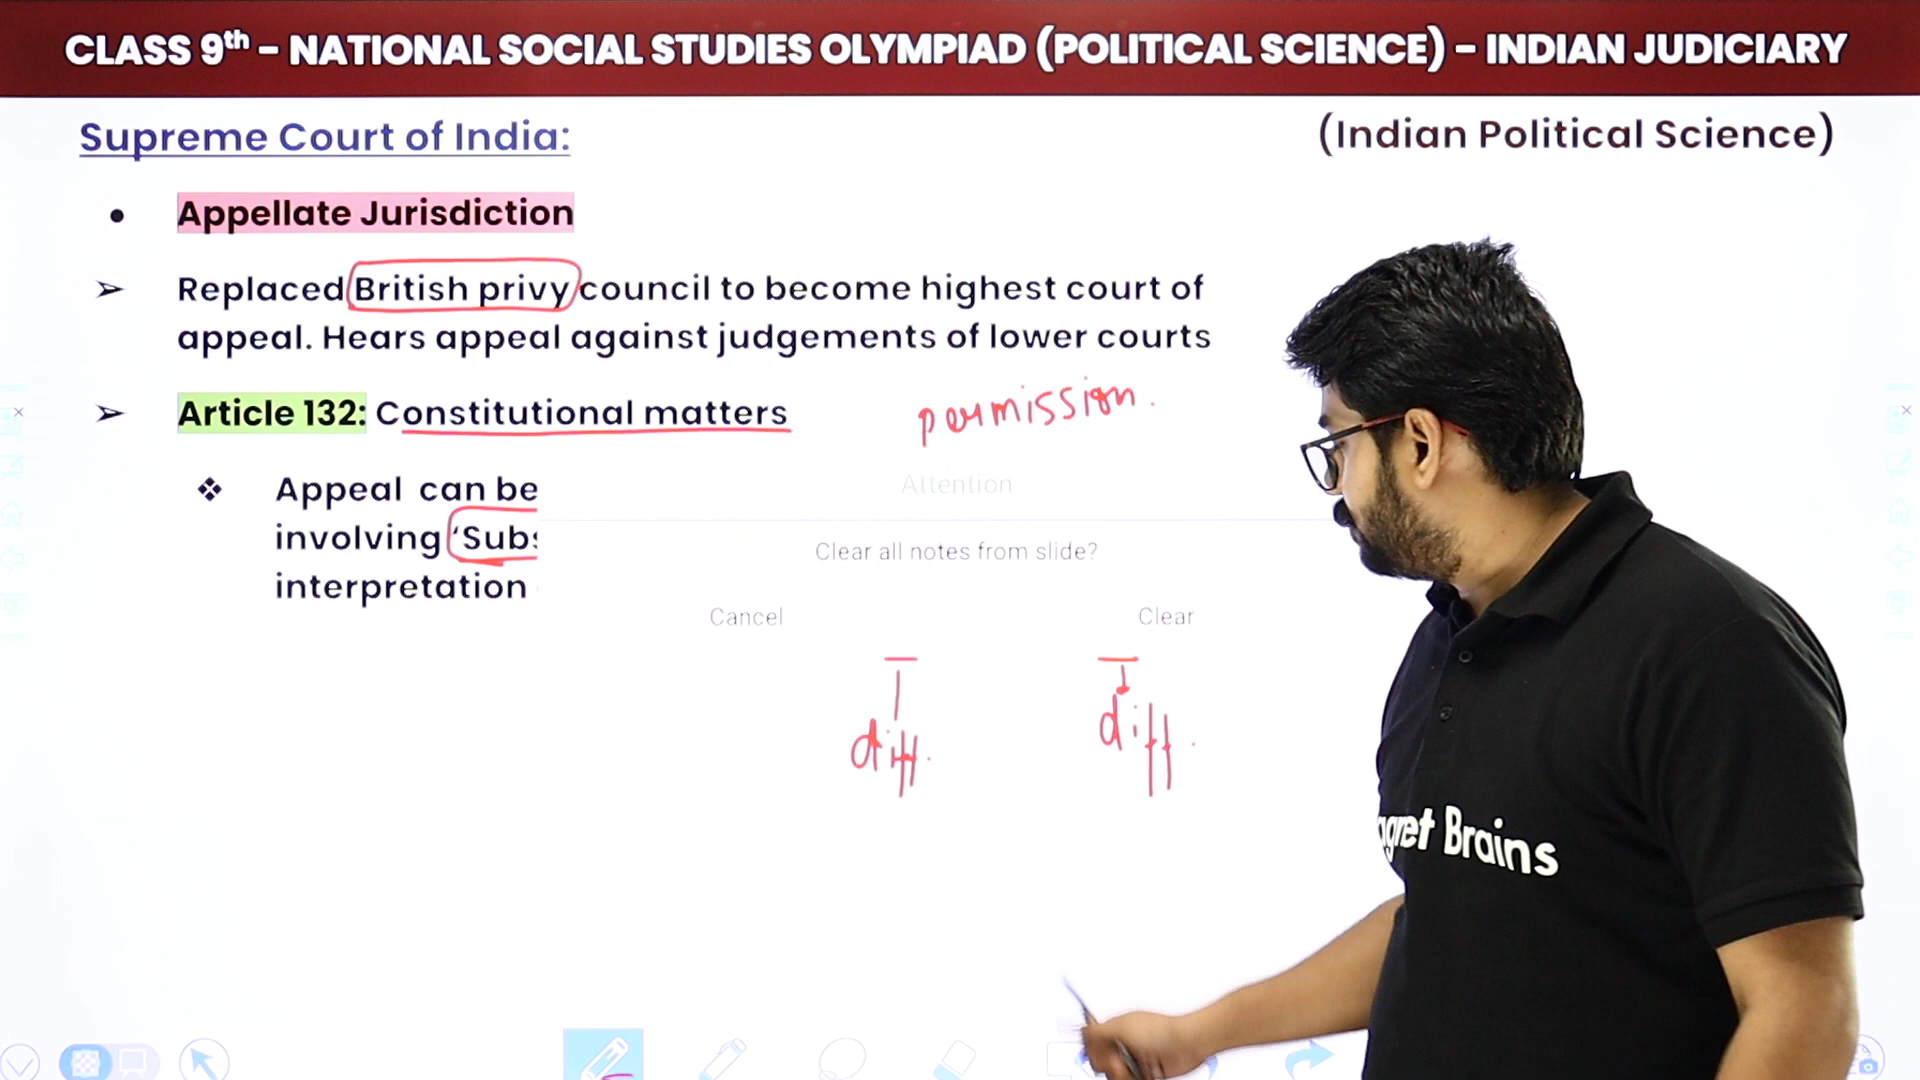 CLASS 9th – NATIONAL SOCIAL STUDIES OLYMPIAD (POLITICAL SCIENCE) – INDIAN JUDICIARY
Supreme Court of India:
(Indian Political Science)
• Appellate Jurisdiction
➢ Replaced British privy council to become highest court of
appeal. Hears appeal against judgements of lower courts
➢ Article 132: Constitutional matters
permission.
Attention
❖ Appeal can be
involving ‘Subs
Clear all notes from slide?
interpretation
Cancel
Clear
diff.
diff.
agnet Brains